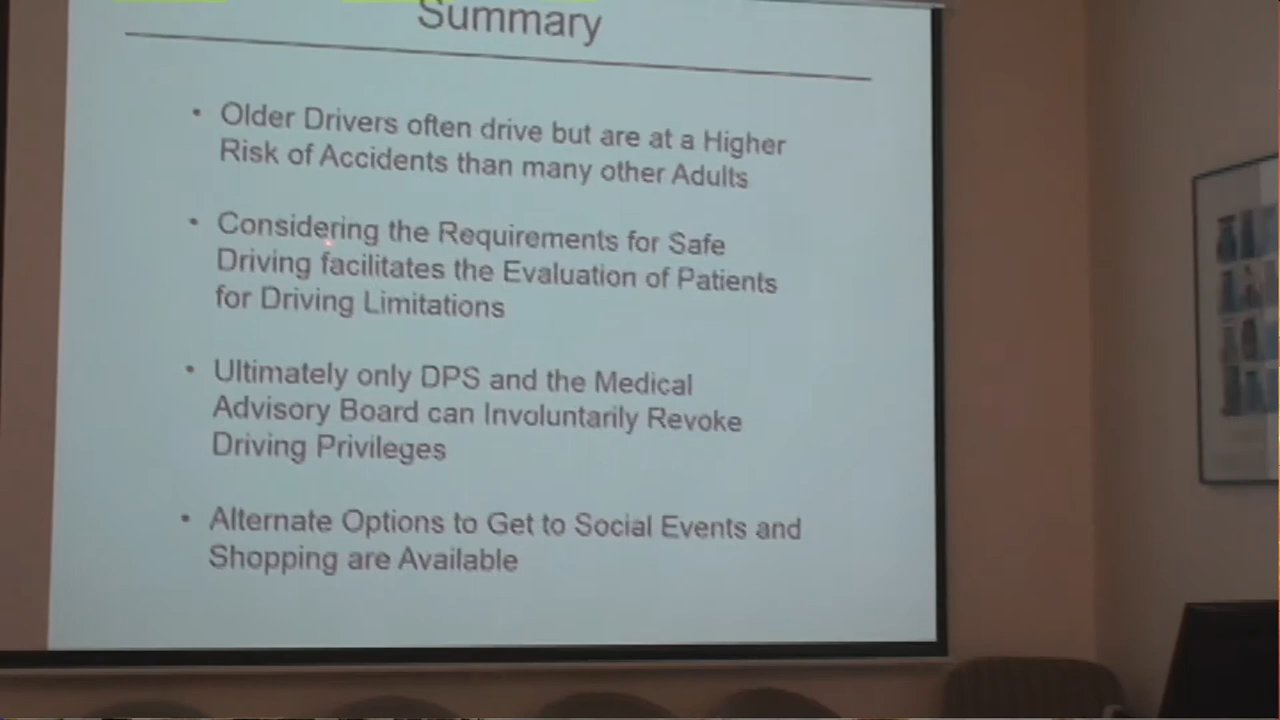 Summary
• Older Drivers often drive but are at a Higher
Risk of Accidents than many other Adults
• Considering the Requirements for Safe
Driving facilitates the Evaluation of Patients
for Driving Limitations
• Ultimately only DPS and the Medical
Advisory Board can Involuntarily Revoke
Driving Privileges
• Alternate Options to Get to Social Events and
Shopping are Available